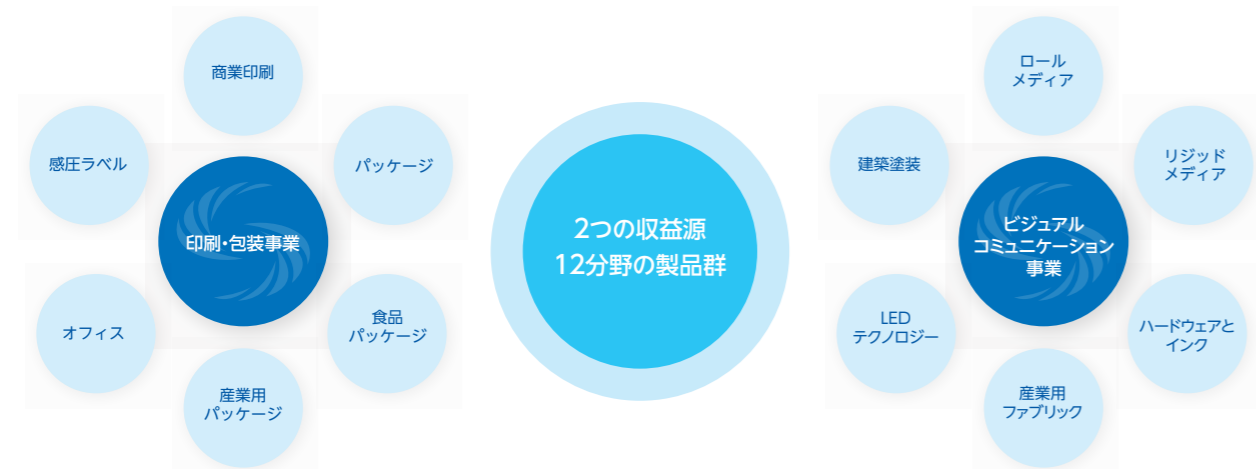 商業印刷
感圧ラベル
パッケージ
印刷・包装事業
オフィス
食品
パッケージ
産業用
パッケージ
2つの収益源
12分野の製品群
ロール
メディア
建築塗装
リジッド
メディア
ビジュアル
コミュニケーション
事業
LED
テクノロジー
ハードウェアと
インク
産業用
ファブリック